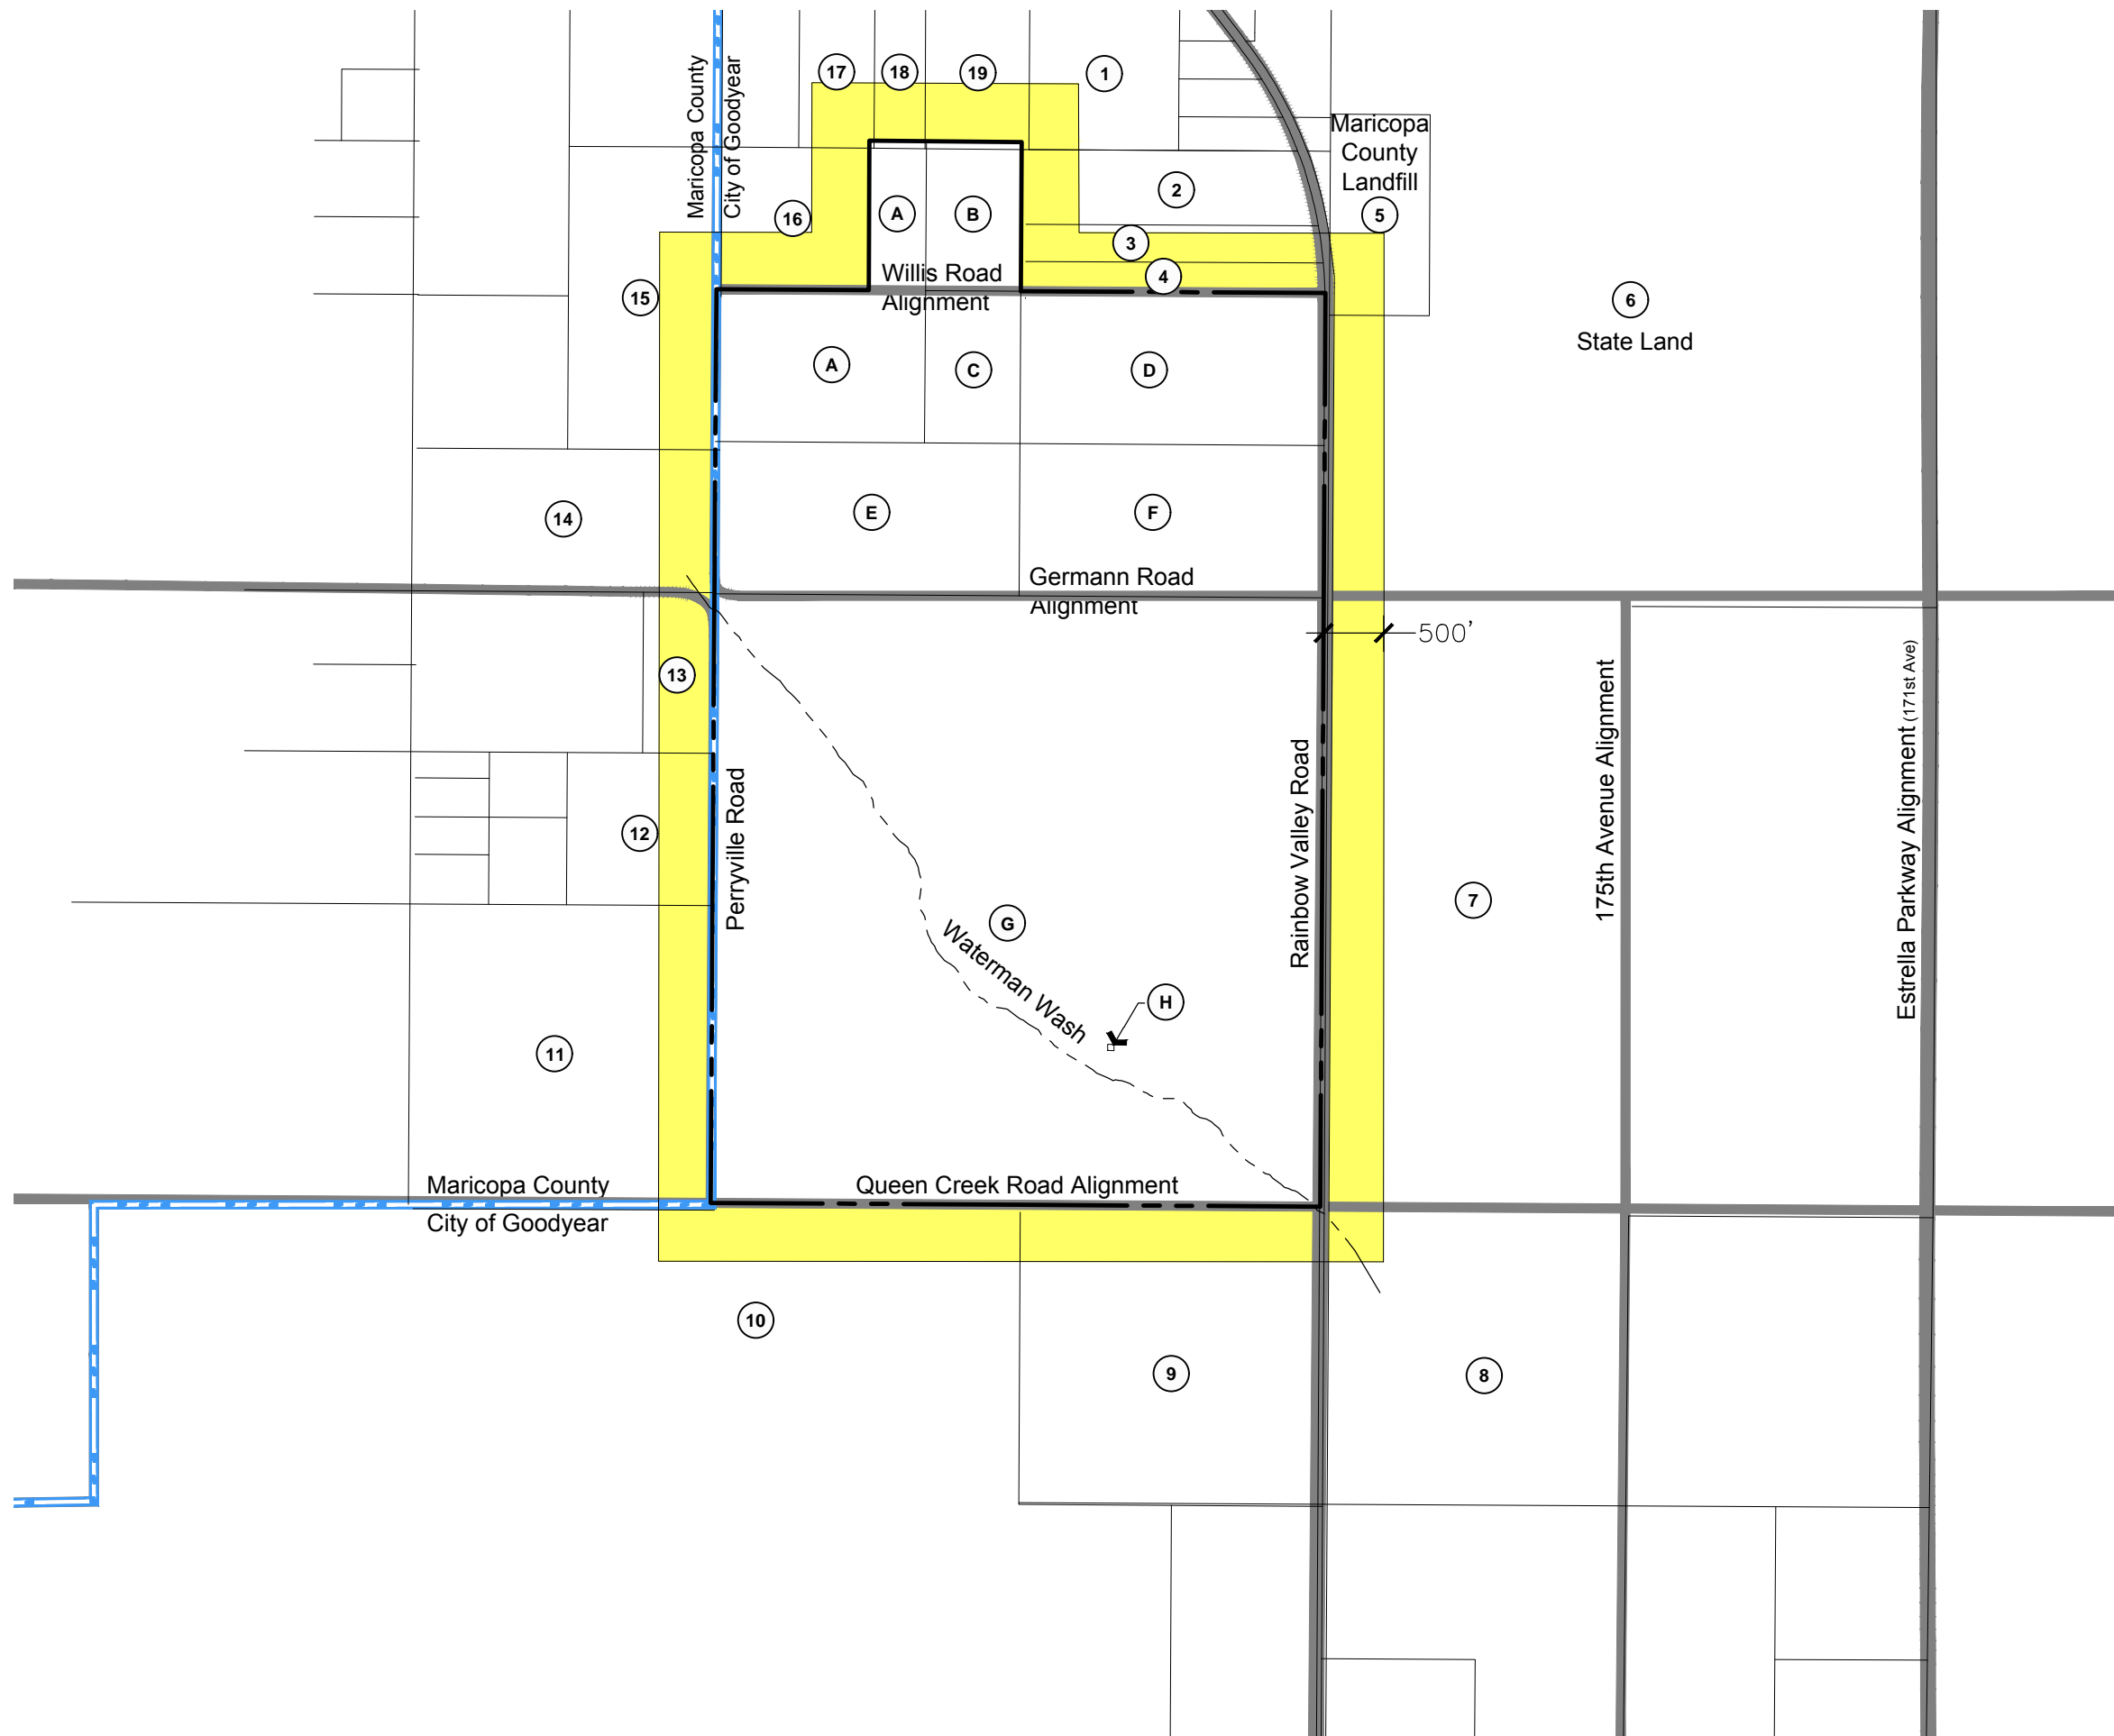 Maricopa County
City of Goodyear
17
18
19
1
Maricopa
County
Landfill
2
5
16
A
B
3
4
Willis Road
Alignment
15
6
State Land
A
C
D
14
E
F
Germann Road
Alignment
500'
13
12
Perryville Road
Rainbow Valley Road
175th Avenue Alignment
Estrella Parkway Alignment (171st Ave)
7
G
Waterman Wash
H
11
Maricopa County
City of Goodyear
Queen Creek Road Alignment
10
9
8